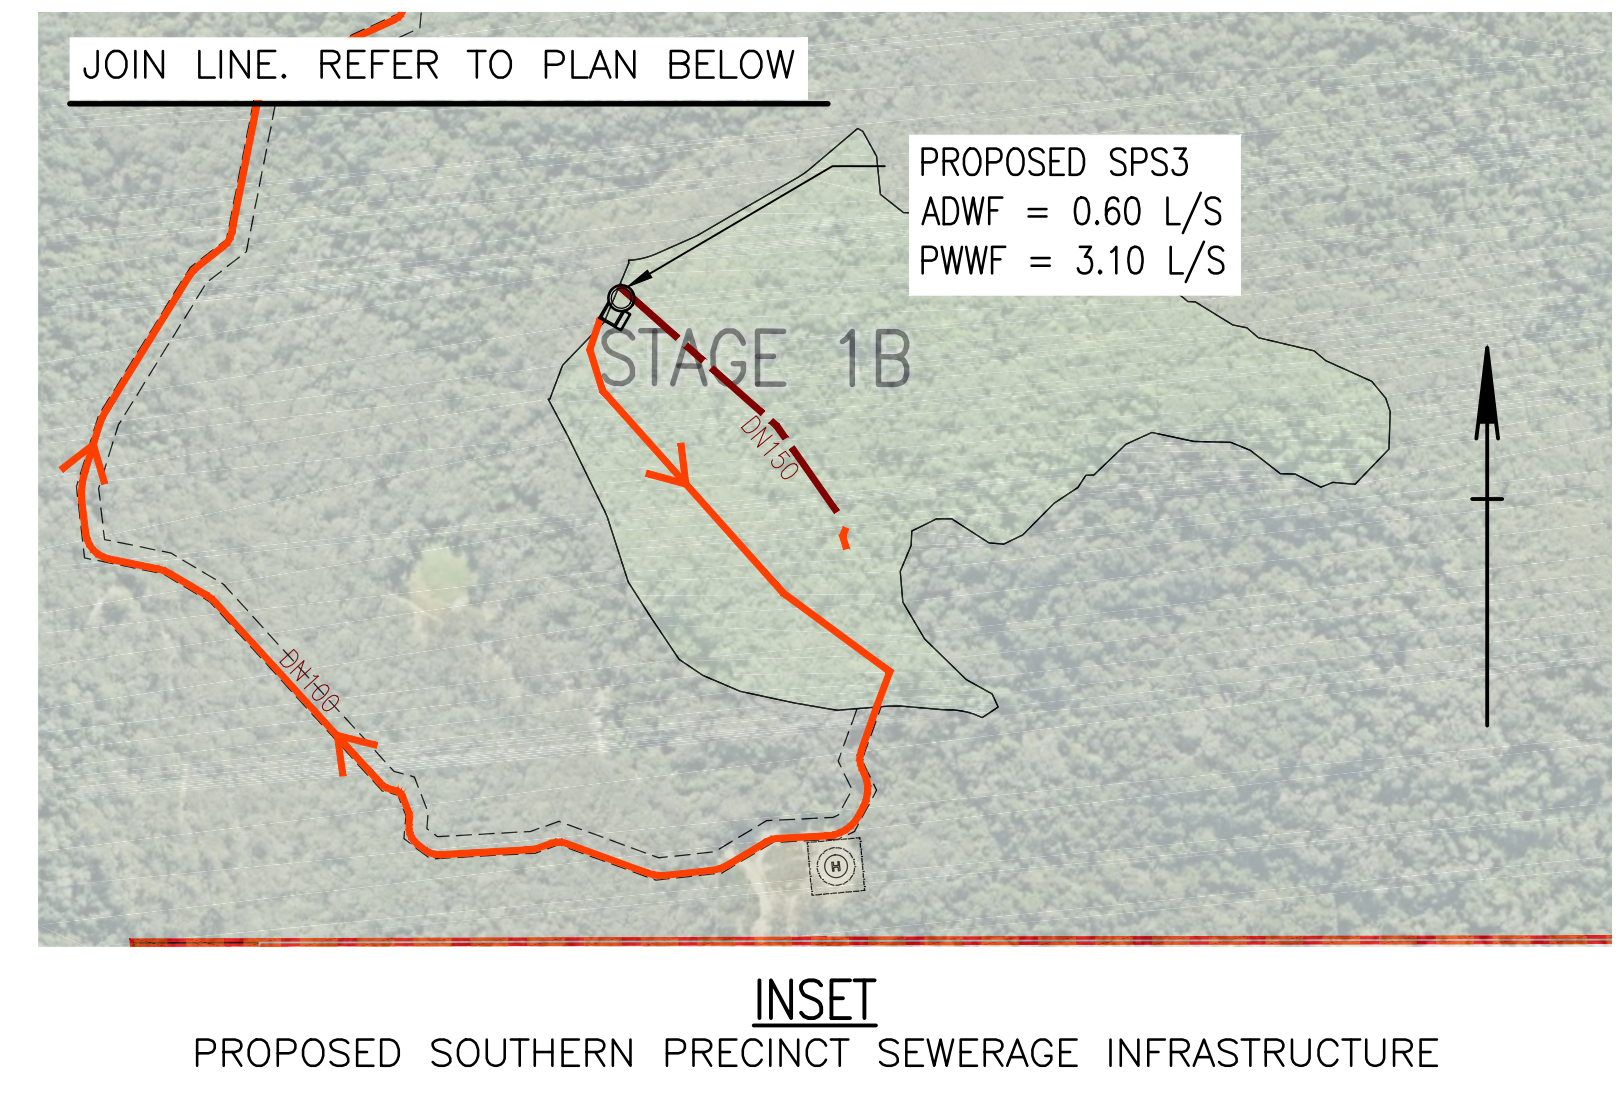 JOIN LINE. REFER TO PLAN BELOW
PROPOSED SPS3
ADWF = 0.60 L/S
PWWF = 3.10 L/S
STAGE 1B
DN150
DN100
H
INSET
PROPOSED SOUTHERN PRECINCT SEWERAGE INFRASTRUCTURE